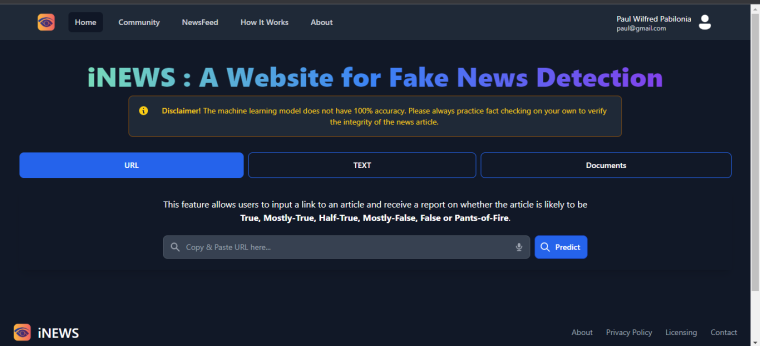 Home Community NewsFeed How It Works About
Paul Wilfred Pabilonia
paul@gmail.com
iNEWS : A Website for Fake News Detection
Disclaimer! The machine learning model does not have 100% accuracy. Please always practice fact checking on your own to verify
the integrity of the news article.
URL TEXT Documents
This feature allows users to input a link to an article and receive a report on whether the article is likely to be
True, Mostly-True, Half-True, Mostly-False, False or Pants-of-Fire.
Copy & Paste URL here... Predict
iNEWS About Privacy Policy Licensing Contact